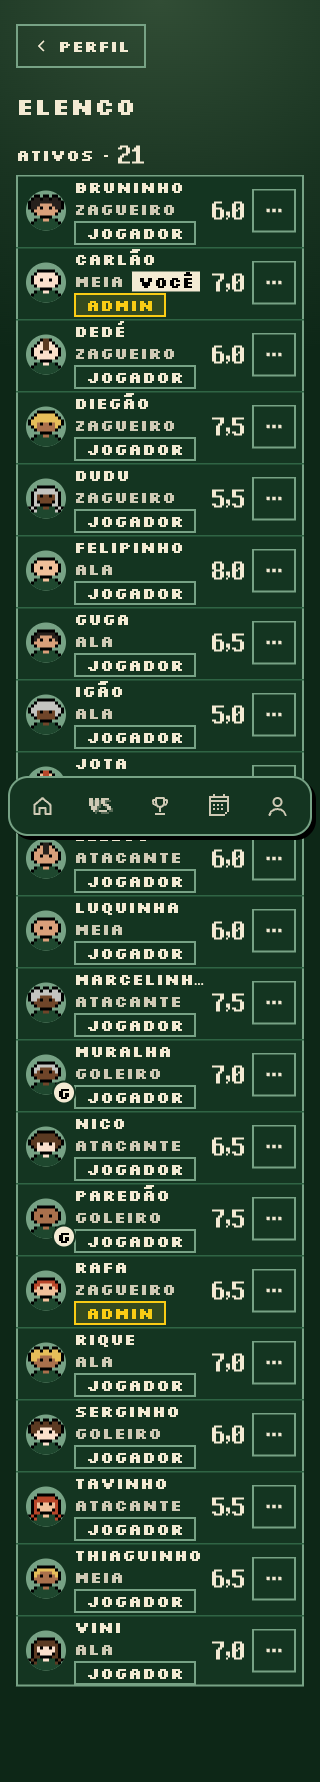 PERFIL
ELENCO
ATIVOS · 21
BRUNINHO
ZAGUEIRO 6,0 ...
JOGADOR
CARLÃO
MEIA VOCÊ 7,0 ...
ADMIN
DEDÉ
ZAGUEIRO 6,0 ...
JOGADOR
DIEGÃO
ZAGUEIRO 7,5 ...
JOGADOR
DUDU
ZAGUEIRO 5,5 ...
JOGADOR
FELIPINHO
ALA 8,0 ...
JOGADOR
GUGA
ALA 6,5 ...
JOGADOR
IGÃO
ALA 5,0 ...
JOGADOR
JOTA
VS
ATACANTE 6,0 ...
JOGADOR
LUQUINHA
MEIA 6,0 ...
JOGADOR
MARCELINH…
ATACANTE 7,5 ...
JOGADOR
MURALHA
GOLEIRO 7,0 ...
G JOGADOR
NICO
ATACANTE 6,5 ...
JOGADOR
PAREDÃO
GOLEIRO 7,5 ...
G JOGADOR
RAFA
ZAGUEIRO 6,5 ...
ADMIN
RIQUE
ALA 7,0 ...
JOGADOR
SERGINHO
GOLEIRO 6,0 ...
JOGADOR
TAVINHO
ATACANTE 5,5 ...
JOGADOR
THIAGUINHO
MEIA 6,5 ...
JOGADOR
VINI
ALA 7,0 ...
JOGADOR